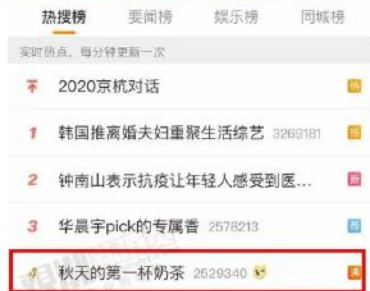 热搜榜 要闻榜 娱乐榜 同城榜
实时热点，每分钟更新一次
2020京杭对话
1 韩国推离婚夫妇重聚生活综艺 3269181
2 钟南山表示抗疫让年轻人感受到医...
3 华晨宇pick的专属香 2578213 荐
4 秋天的第一杯奶茶 2529340